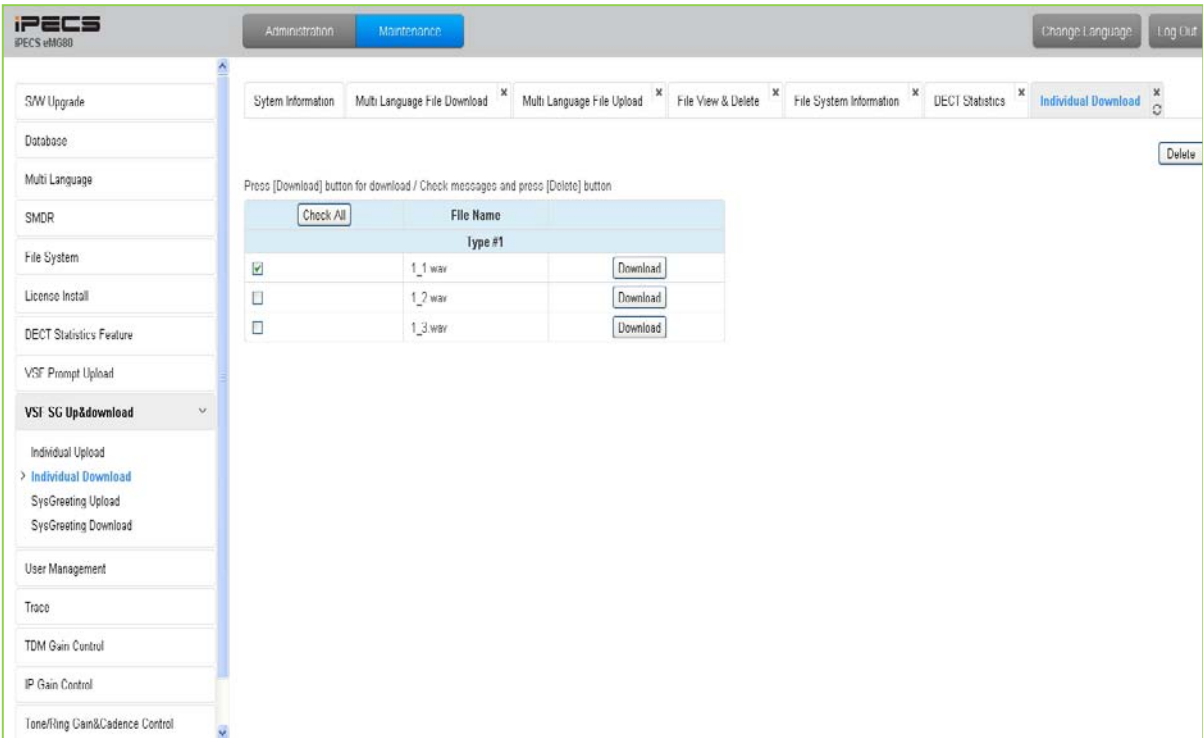 iPECS
iPECS eMG80
Administration Maintenance Change Language Log Out
Sytem Information Multi Language File Download Multi Language File Upload File View & Delete File System Information DECT Statistics Individual Download
Delete
Press [Download] button for download / Check messages and press [Delete] button
Check All File Name
Type #1
1_1.wav Download
1_2.wav Download
1_3.wav Download
S/W Upgrade
Database
Multi Language
SMDR
File System
License Install
DECT Statistics Feature
VSF Prompt Upload
VSF SG Up&download
Individual Upload
Individual Download
SysGreeting Upload
SysGreeting Download
User Management
Trace
TDM Gain Control
IP Gain Control
Tone/Ring Gain&Cadence Control